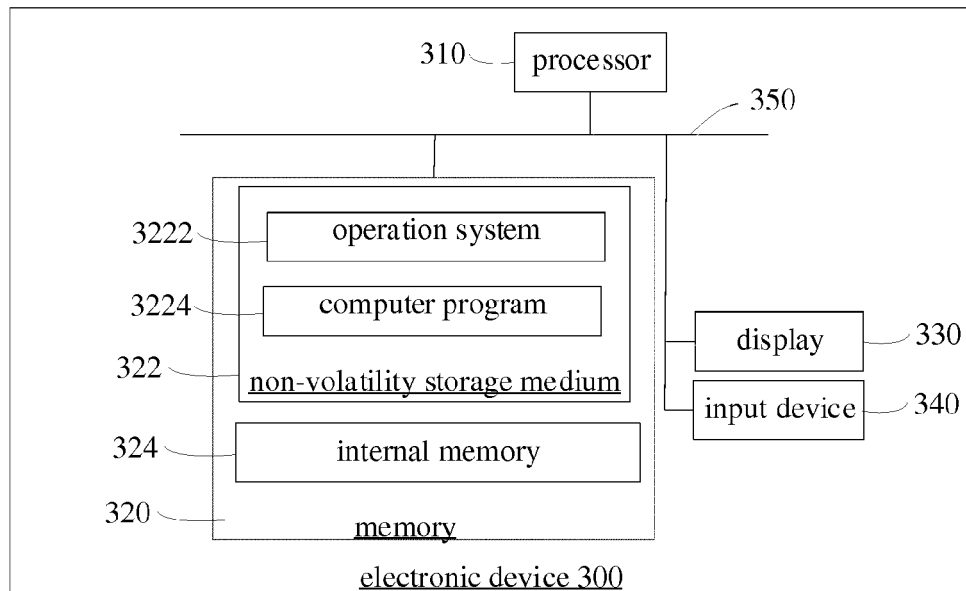 310
processor
350
3222
operation system
3224
computer program
322
non-volatility storage medium
display
330
input device
340
324
internal memory
320
memory
electronic device 300